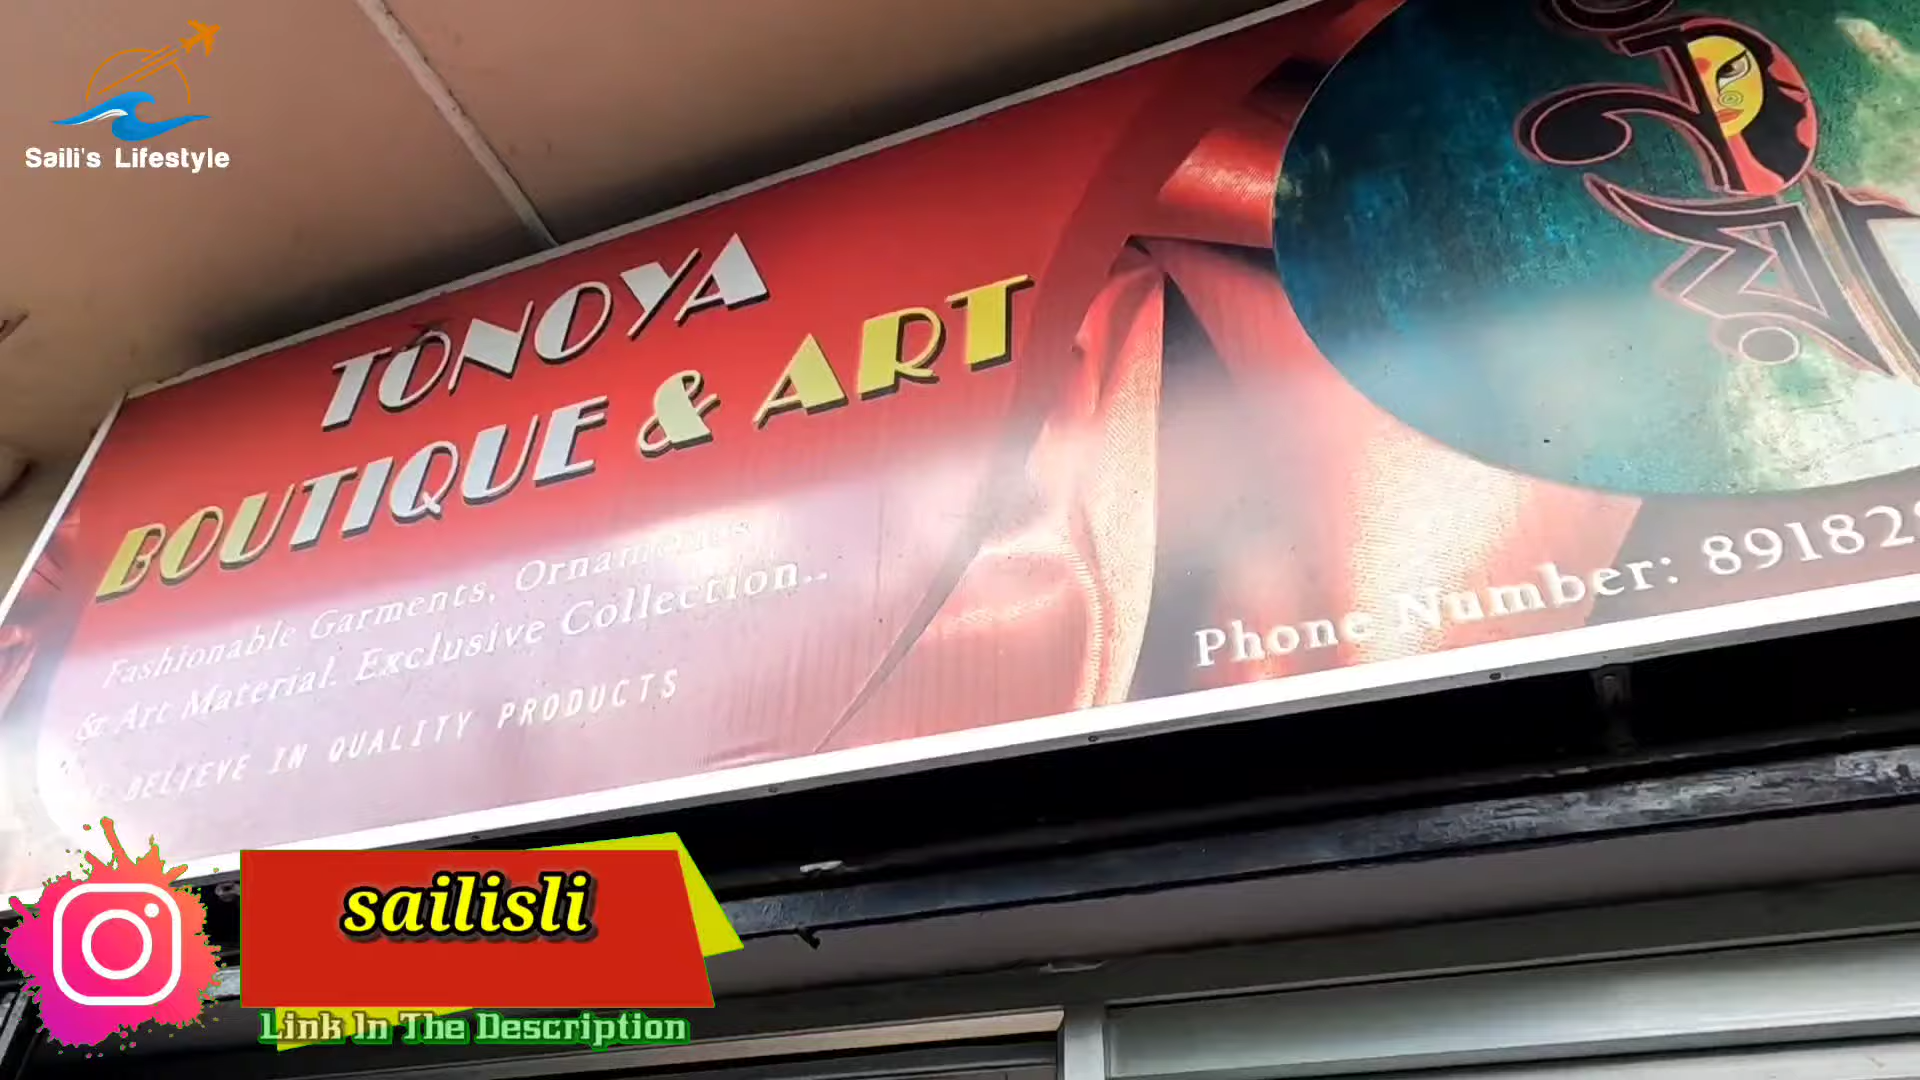 Saili's Lifestyle
TONOYA
BOUTIQUE & ART
Fashionable Garments, Ornaments
& Art Material. Exclusive Collection..
BELIEVE IN QUALITY PRODUCTS
Phone Number: 89182
sailisli
Link In The Description